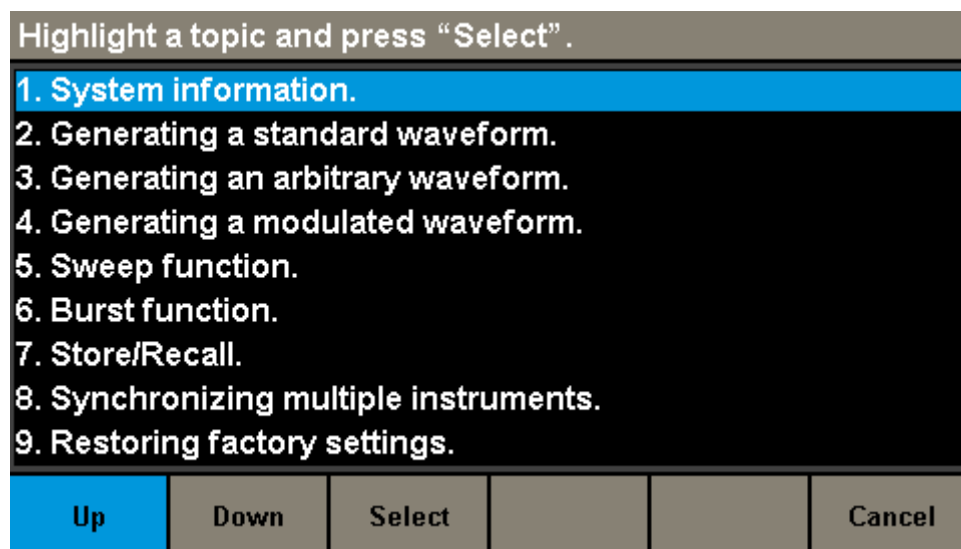 Highlight a topic and press “Select”.
1. System information.
2. Generating a standard waveform.
3. Generating an arbitrary waveform.
4. Generating a modulated waveform.
5. Sweep function.
6. Burst function.
7. Store/Recall.
8. Synchronizing multiple instruments.
9. Restoring factory settings.
Up Down Select Cancel